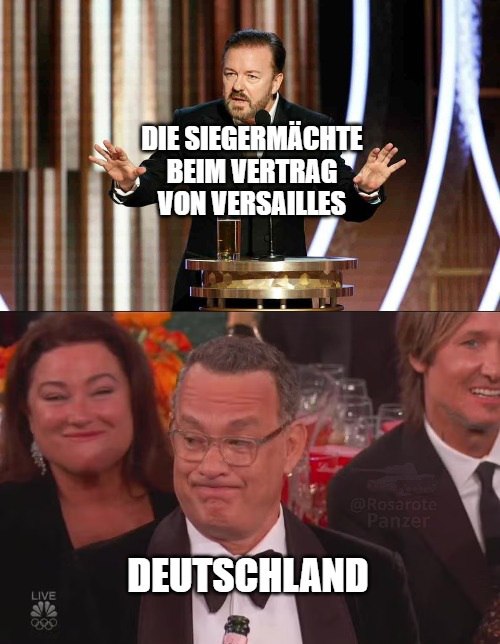 DIE SIEGERMÄCHTE
BEIM VERTRAG
VON VERSAILLES
@Rosarote
Panzer
DEUTSCHLAND
LIVE